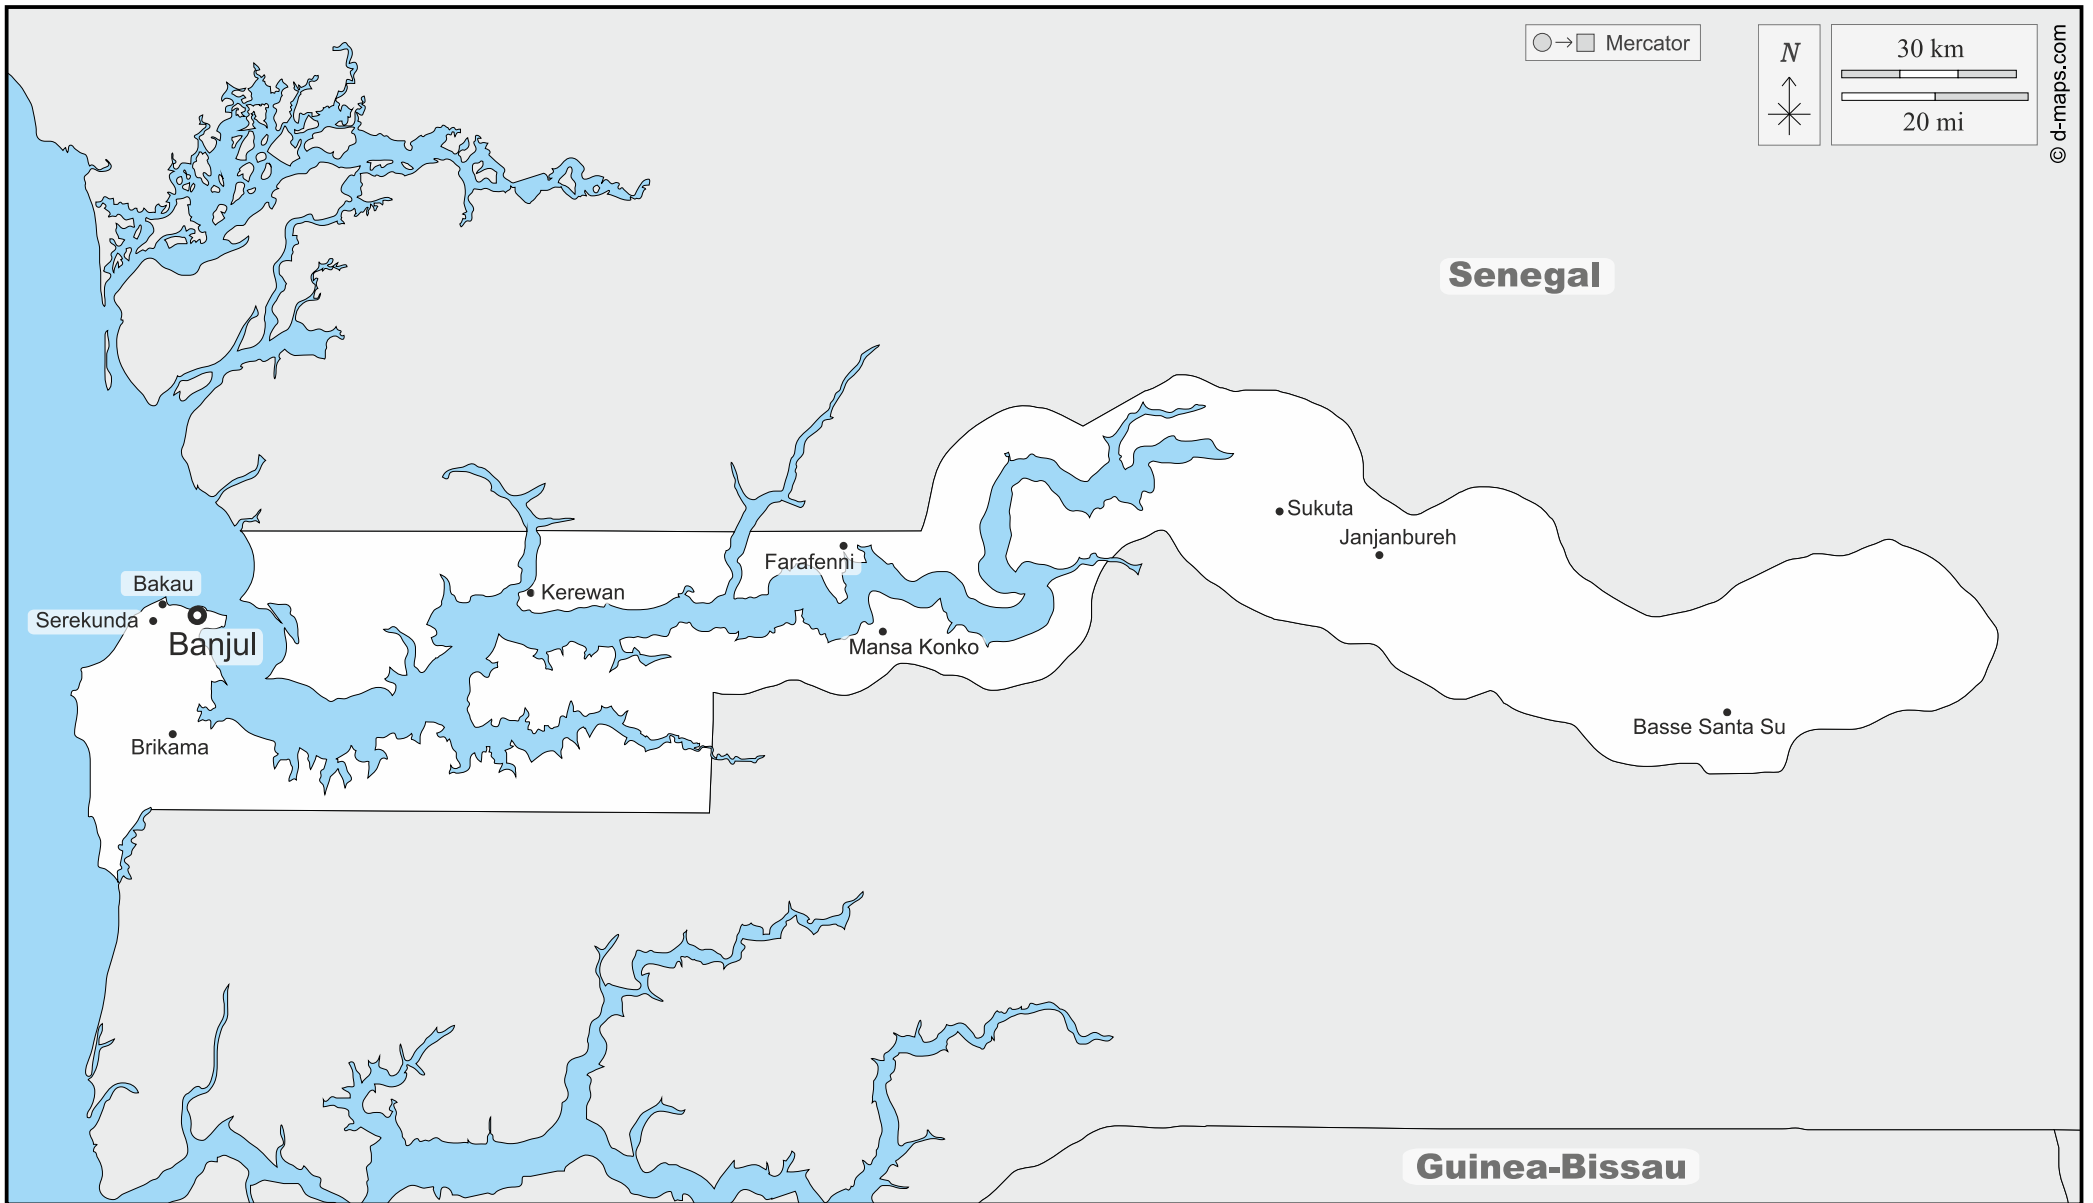 Mercator
N
30 km
20 mi
© d-maps.com
Senegal
Sukuta
Janjanbureh
Farafenni
Bakau
Kerewan
Serekunda
Banjul
Mansa Konko
Basse Santa Su
Brikama
Guinea-Bissau